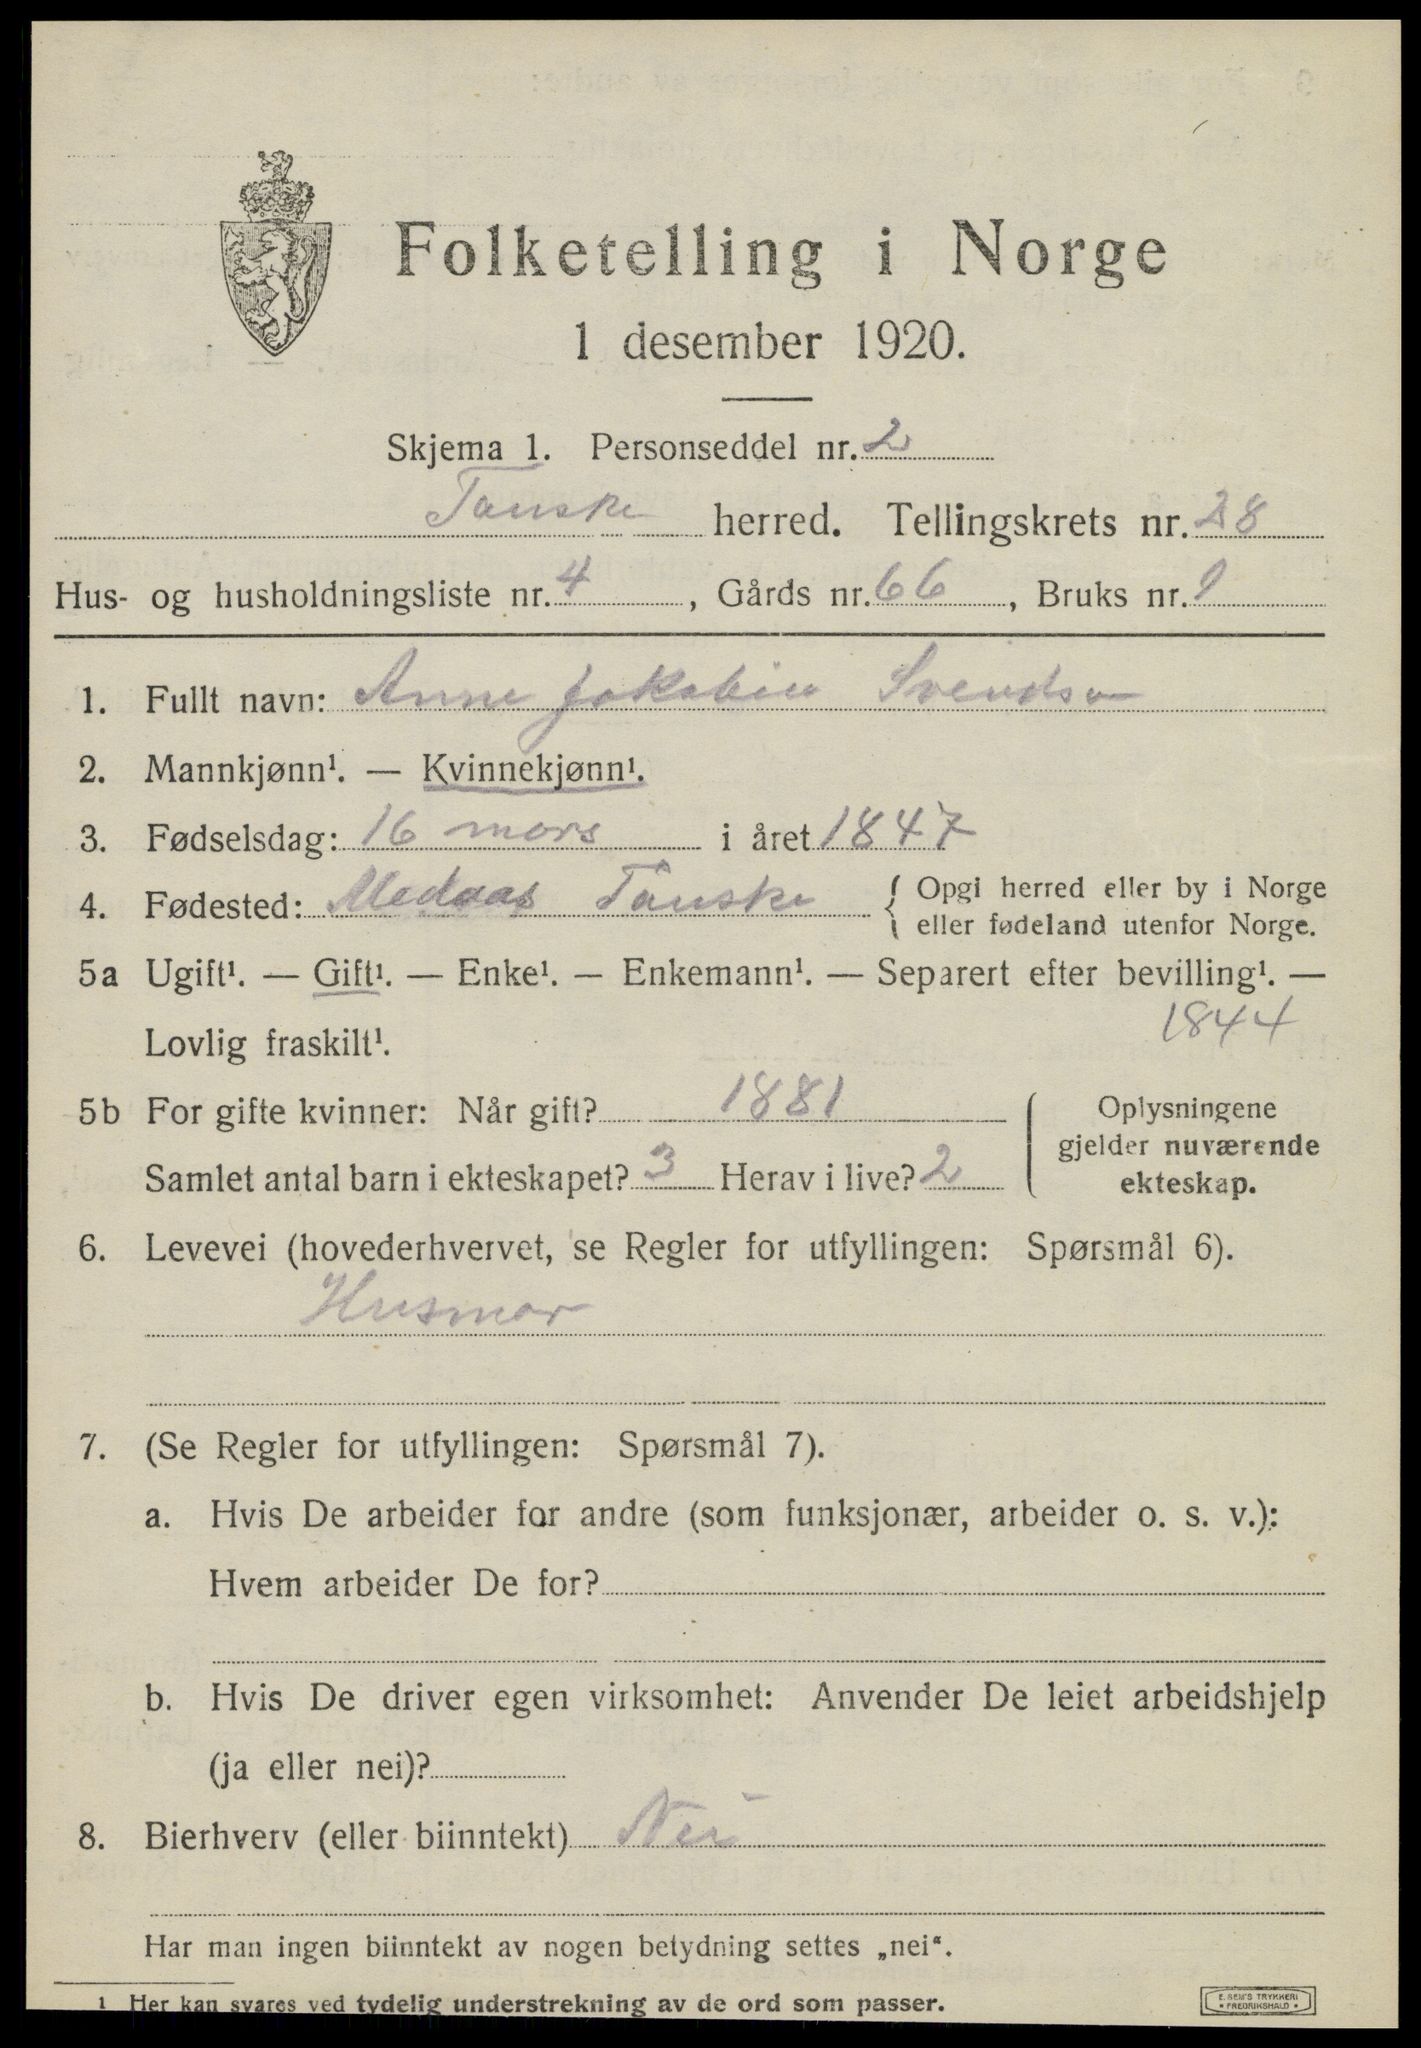 Folketelling i Norge
1 desember 1920.
Skjema 1. Personseddel nr. 2
Fauske herred. Tellingskrets nr. 28
Hus- og husholdningsliste nr. 4, Gårds nr. 66, Bruks nr. 1
1. Fullt navn: Anne Jakobine Svendsen
2. Mannkjønn¹. — Kvinnekjønn¹.
3. Fødselsdag: 16 mars i året 1847
4. Fødested: Medaas Fauske { Opgi herred eller by i Norge
eller fødeland utenfor Norge.
5a Ugift¹. — Gift¹. — Enke¹. — Enkemann¹. — Separert efter bevilling¹. —
Lovlig fraskilt¹. 1844
5b For gifte kvinner: Når gift? 1881
Samlet antal barn i ekteskapet? 3 Herav i live? 2
Oplysningene
gjelder nuværende
ekteskap.
6. Levevei (hovederhvervet, se Regler for utfyllingen: Spørsmål 6).
Husmor
7. (Se Regler for utfyllingen: Spørsmål 7).
a. Hvis De arbeider for andre (som funksjonær, arbeider o. s. v.):
Hvem arbeider De for?
b. Hvis De driver egen virksomhet: Anvender De leiet arbeidshjelp
(ja eller nei)?
8. Bierhverv (eller biinntekt) Nei
Har man ingen biinntekt av nogen betydning settes „nei“.
1 Her kan svares ved tydelig understrekning av de ord som passer.
E. SEM'S TRYKKERI
• FREDRIKSHALD •